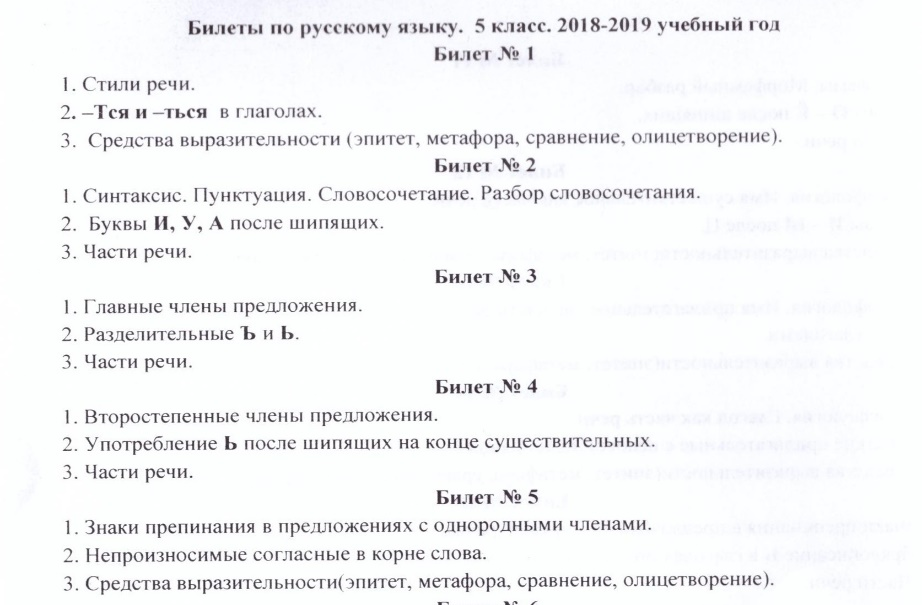 Билеты по русскому языку.  5 класс. 2018-2019 учебный год
Билет № 1
1. Стили речи.
2. –Тся и –ться  в глаголах.
3.  Средства выразительности (эпитет, метафора, сравнение, олицетворение).
Билет № 2
1. Синтаксис. Пунктуация. Словосочетание. Разбор словосочетания.
2.  Буквы И, У, А после шипящих.
3. Части речи.
Билет № 3
1. Главные члены предложения.
2. Разделительные Ъ и Ь.
3. Части речи.
Билет № 4
1. Второстепенные члены предложения.
2. Употребление Ь после шипящих на конце существительных.
3. Части речи.
Билет № 5
1. Знаки препинания в предложениях с однородными членами.
2. Непроизносимые согласные в корне слова.
3. Средства выразительности(эпитет, метафора, сравнение, олицетворение).